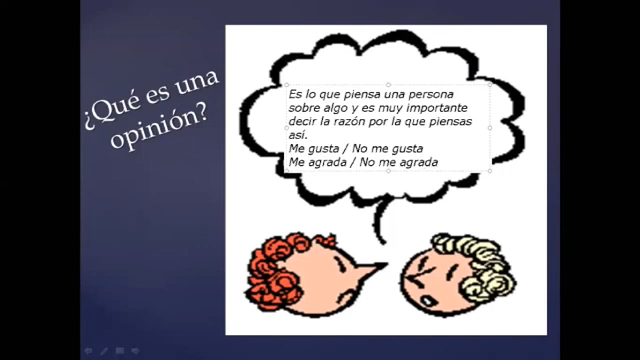 ¿Qué es una
opinión?
Es lo que piensa una persona
sobre algo y es muy importante
decir la razón por la que piensas
así.
Me gusta / No me gusta
Me agrada / No me agrada